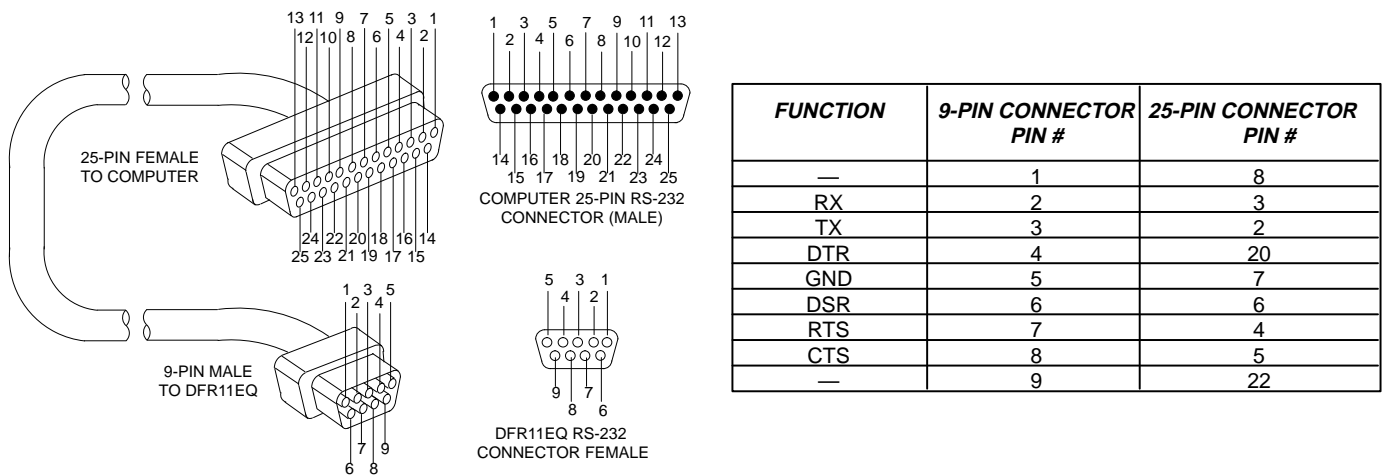 13 11 9 7 5 3 1
12 10 8 6 4 2
25-PIN FEMALE
TO COMPUTER
24 22 20 18 16 14
25 23 21 19 17 15
1 3 5
2 4
9-PIN MALE
TO DFR11EQ
7 9
6 8
1 3 5 7 9 11 13
2 4 6 8 10 12
14 16 18 20 22 24
15 17 19 21 23 25
COMPUTER 25-PIN RS-232
CONNECTOR (MALE)
5 3 1
4 2
9 7
8 6
DFR11EQ RS-232
CONNECTOR FEMALE
FUNCTION 9-PIN CONNECTOR PIN # 25-PIN CONNECTOR PIN #
— 1 8
RX 2 3
TX 3 2
DTR 4 20
GND 5 7
DSR 6 6
RTS 7 4
CTS 8 5
— 9 22